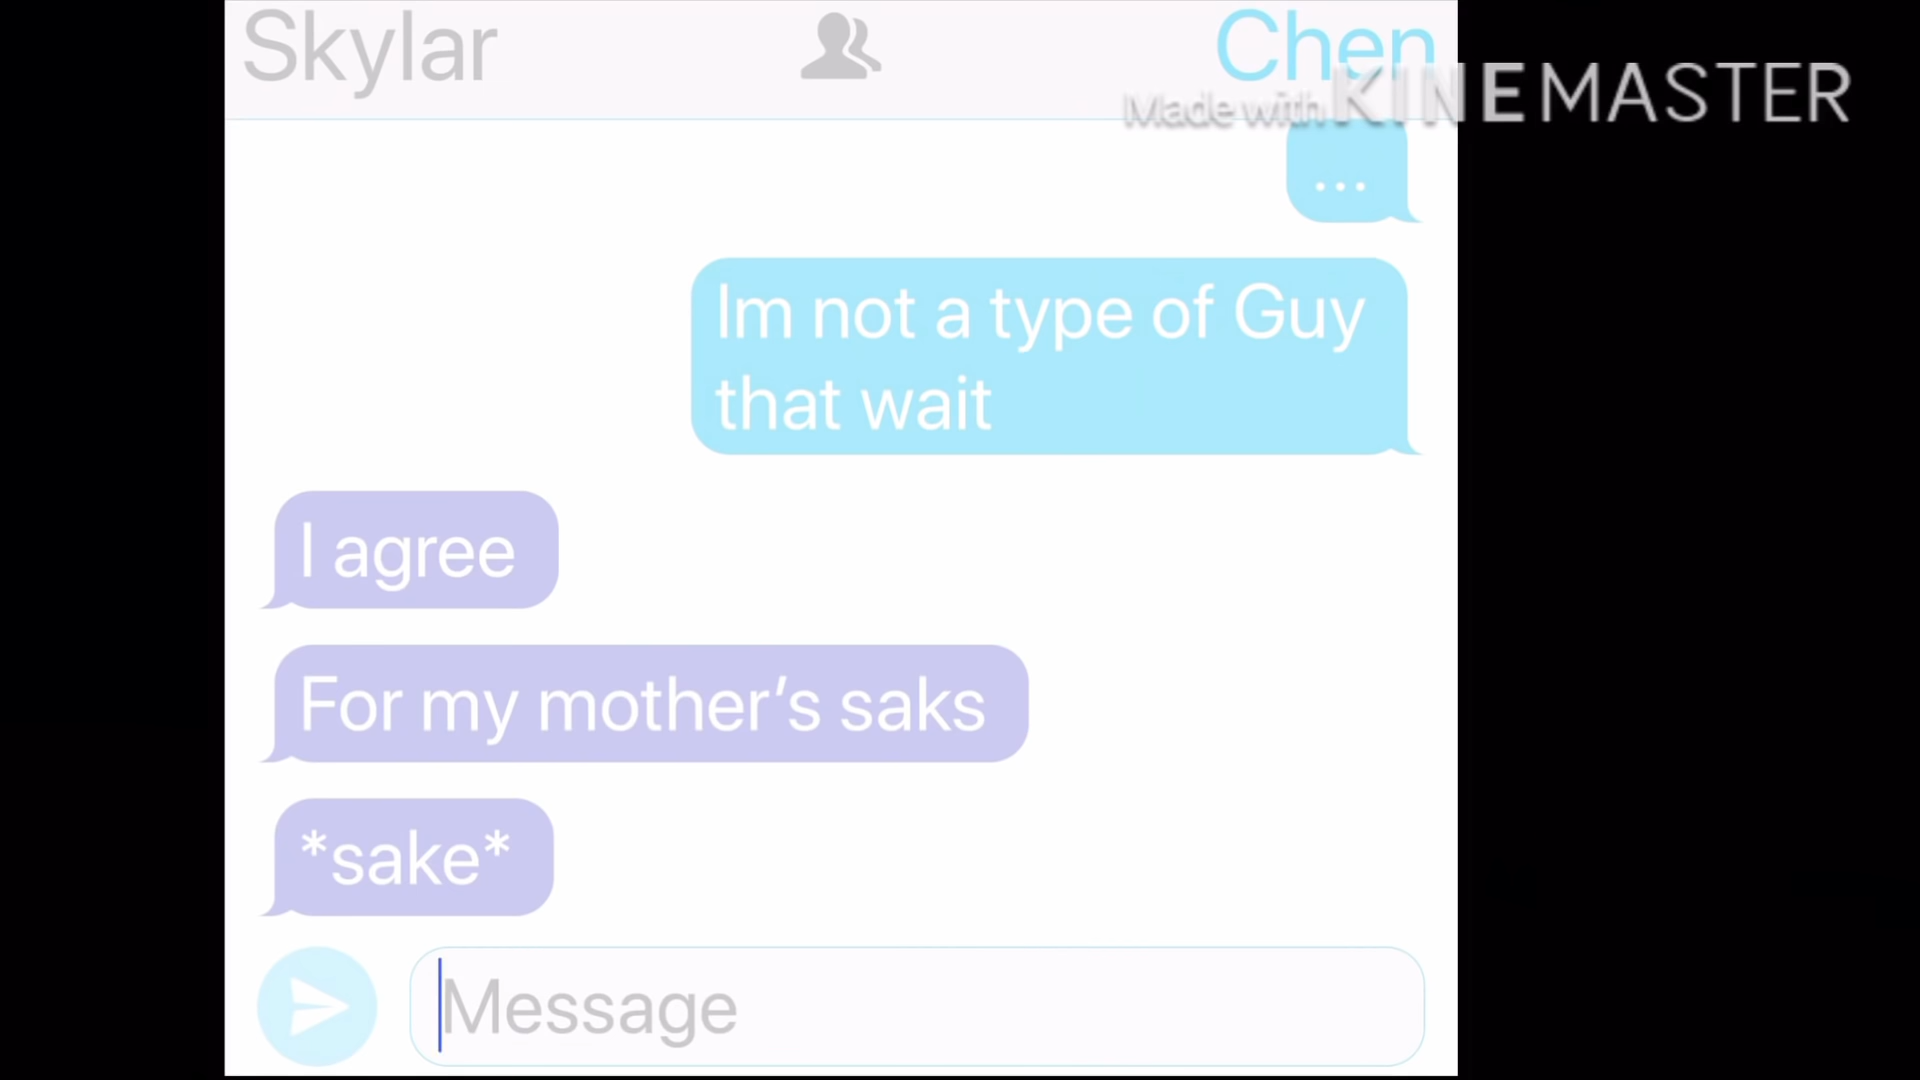 Skylar
Chen
Made with KINEMASTER
...
Im not a type of Guy
that wait
I agree
For my mother's saks
*sake*
Message